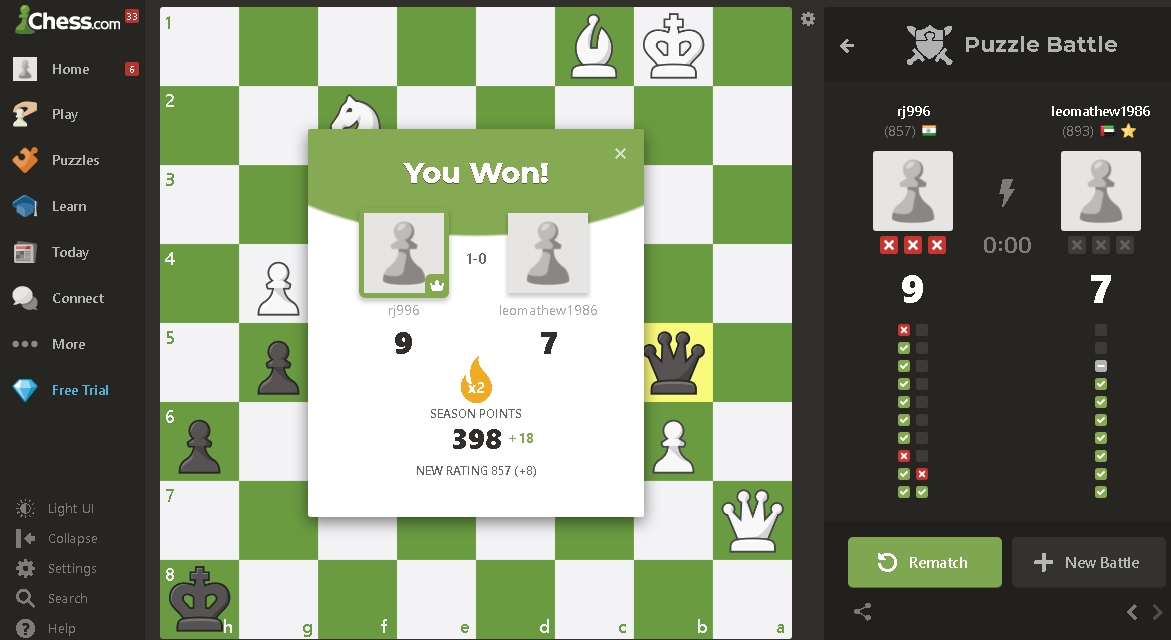 Chess.com 33
Home 6
Play
Puzzles
Learn
Today
Connect
More
Free Trial
Light UI
Collapse
Settings
Search
Help
1
2
3
4
5
6
7
8
h g f e d c b a
You Won!
1-0
rj996 leomathew1986
9 7
x2
SEASON POINTS
398 +18
NEW RATING 857 (+8)
Puzzle Battle
rj996 leomathew1986
(857) (893)
0:00
9 7
Rematch New Battle